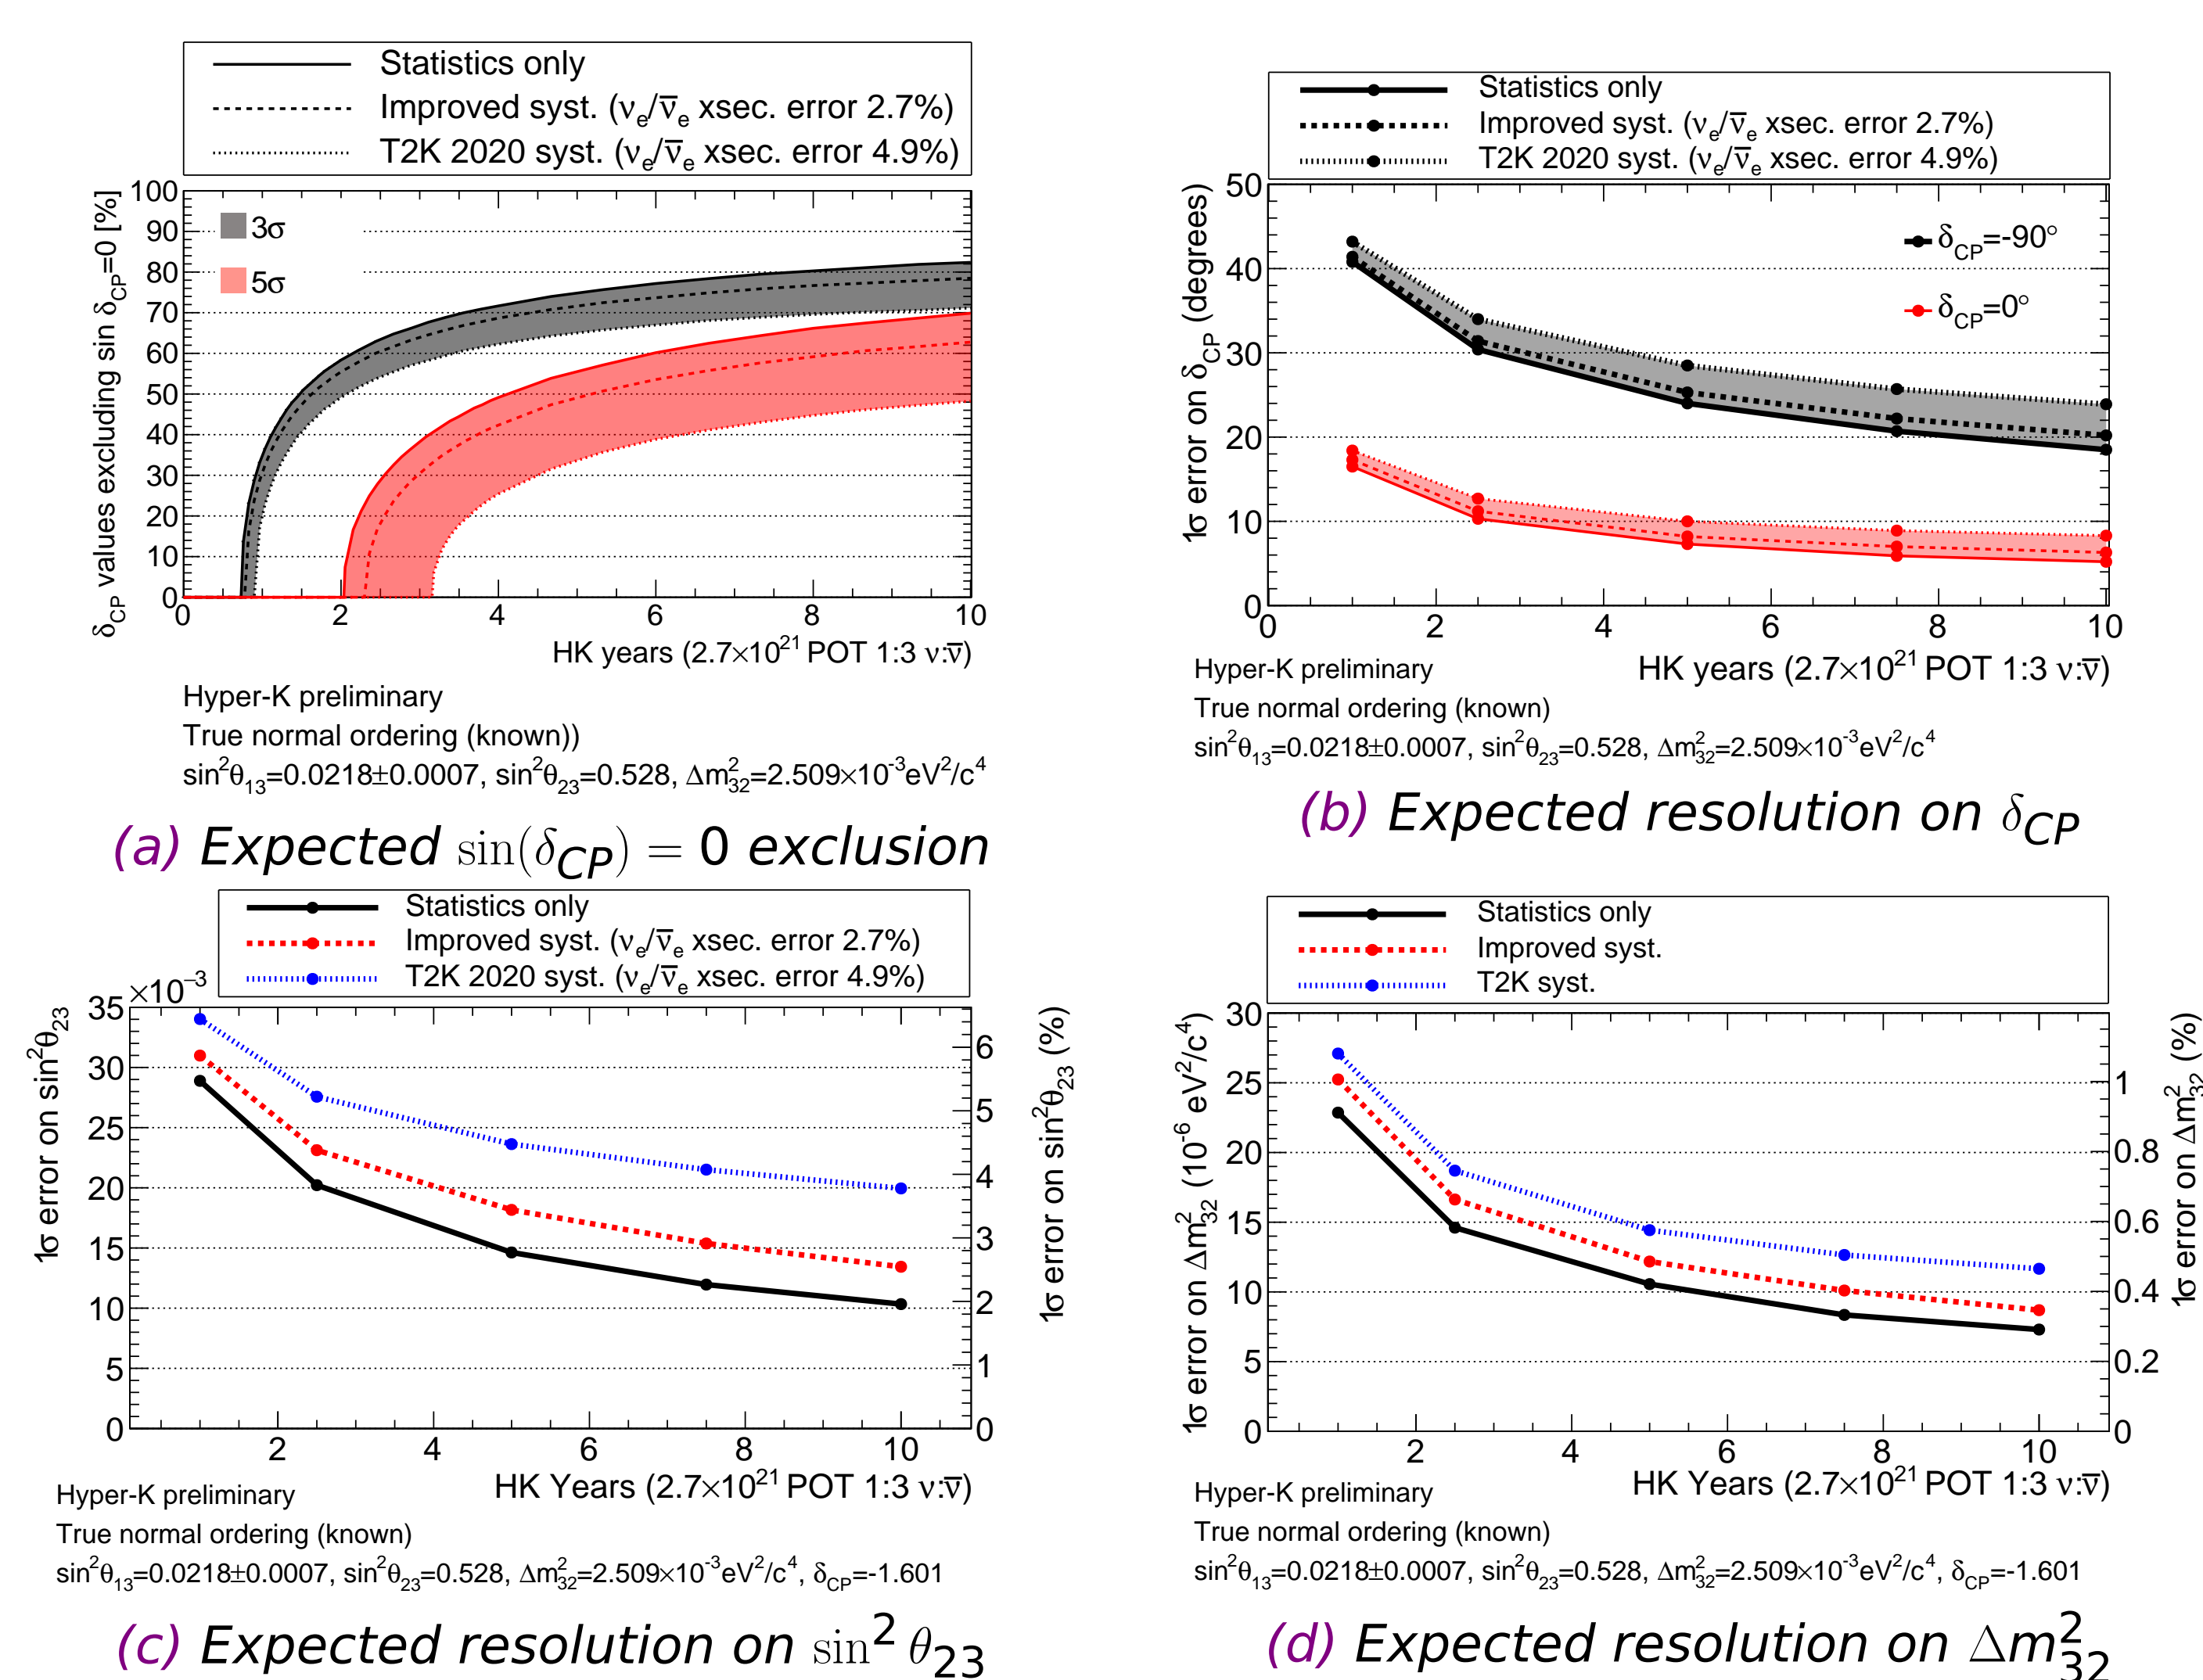 Statistics only
Improved syst. (νₑ/ν̅ₑ xsec. error 2.7%)
T2K 2020 syst. (νₑ/ν̅ₑ xsec. error 4.9%)
δCP values excluding sin δCP=0 [%]
100
90
80
70
60
50
40
30
20
10
0
3σ
5σ
0 2 4 6 8 10
HK years (2.7×10²¹ POT 1:3 ν:ν̅)
Hyper-K preliminary
True normal ordering (known))
sin²θ₁₃=0.0218±0.0007, sin²θ₂₃=0.528, Δm²₃₂=2.509×10⁻³eV²/c⁴
(a) Expected sin(δCP) = 0 exclusion
Statistics only
Improved syst. (νₑ/ν̅ₑ xsec. error 2.7%)
T2K 2020 syst. (νₑ/ν̅ₑ xsec. error 4.9%)
1σ error on δCP (degrees)
50
40
30
20
10
0
δCP=-90°
δCP=0°
0 2 4 6 8 10
HK years (2.7×10²¹ POT 1:3 ν:ν̅)
Hyper-K preliminary
True normal ordering (known)
sin²θ₁₃=0.0218±0.0007, sin²θ₂₃=0.528, Δm²₃₂=2.509×10⁻³eV²/c⁴
(b) Expected resolution on δCP
Statistics only
Improved syst. (νₑ/ν̅ₑ xsec. error 2.7%)
T2K 2020 syst. (νₑ/ν̅ₑ xsec. error 4.9%)
×10⁻³
1σ error on sin²θ₂₃
35
30
25
20
15
10
5
0
6
5
4
3
2
1
0
1σ error on sin²θ₂₃ (%)
2 4 6 8 10
HK Years (2.7×10²¹ POT 1:3 ν:ν̅)
Hyper-K preliminary
True normal ordering (known)
sin²θ₁₃=0.0218±0.0007, sin²θ₂₃=0.528, Δm²₃₂=2.509×10⁻³eV²/c⁴, δCP=-1.601
(c) Expected resolution on sin² θ₂₃
Statistics only
Improved syst.
T2K syst.
1σ error on Δm²₃₂ (10⁻⁶ eV²/c⁴)
30
25
20
15
10
5
0
1
0.8
0.6
0.4
0.2
0
1σ error on Δm²₃₂ (%)
2 4 6 8 10
HK Years (2.7×10²¹ POT 1:3 ν:ν̅)
Hyper-K preliminary
True normal ordering (known)
sin²θ₁₃=0.0218±0.0007, sin²θ₂₃=0.528, Δm²₃₂=2.509×10⁻³eV²/c⁴, δCP=-1.601
(d) Expected resolution on Δm²₃₂